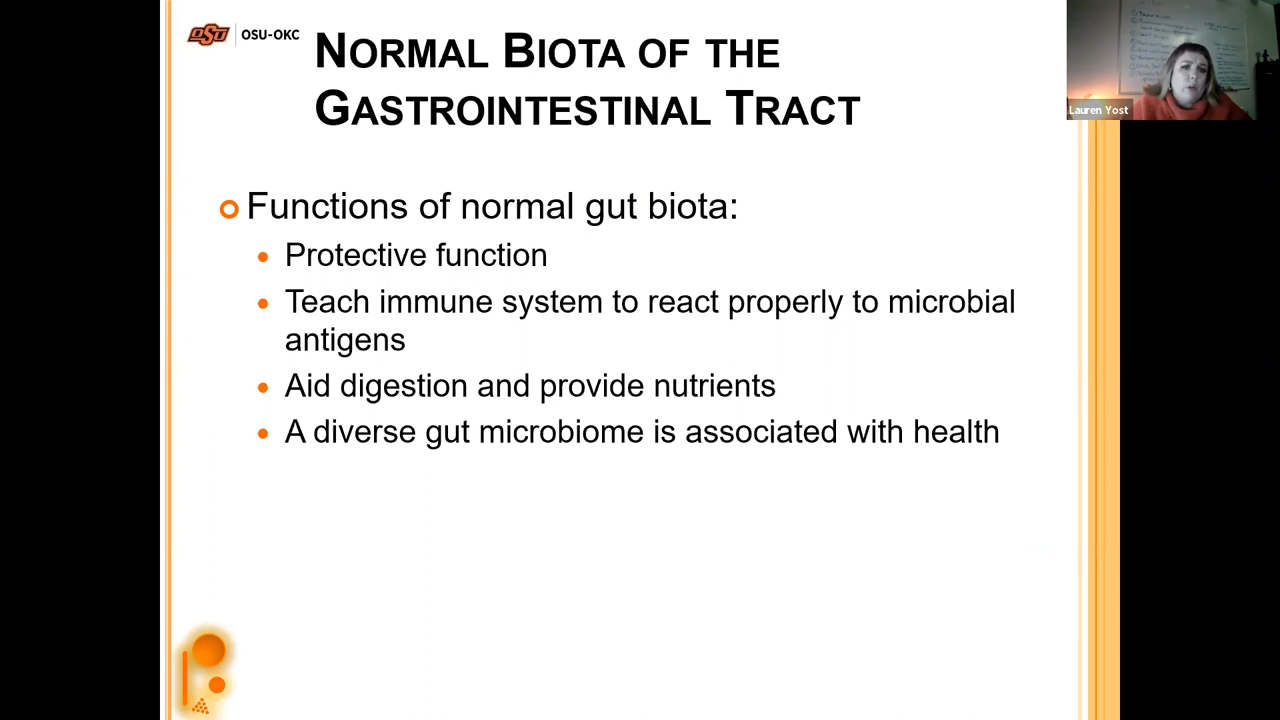 OSU OSU-OKC
NORMAL BIOTA OF THE
GASTROINTESTINAL TRACT
Functions of normal gut biota:
Protective function
Teach immune system to react properly to microbial
antigens
Aid digestion and provide nutrients
A diverse gut microbiome is associated with health
Lauren Yost